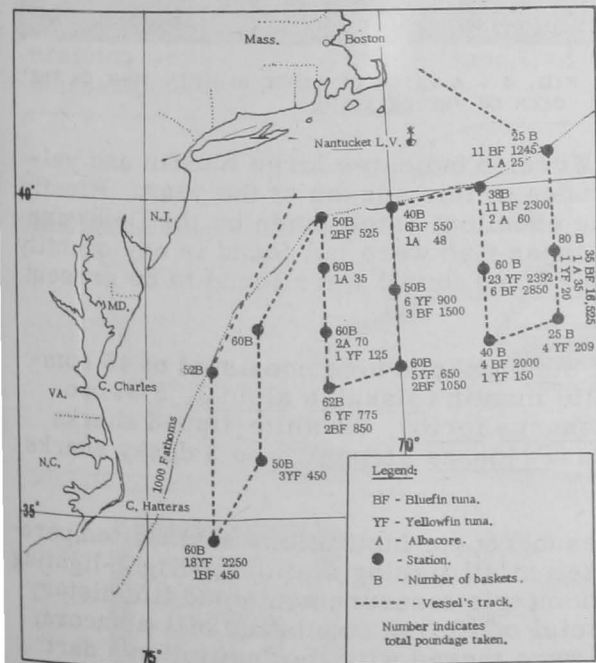 Mass.
Boston
Nantucket L.V.
25 B
11 BF 1245
1 A 25
40°
N.J.
50B
2BF 525
40B
6BF 550
1A 48
38B
11 BF 2300
2 A 60
80 B
1 YF 20
1 A 35
35 BF 16,595
MD.
60B
1A 35
50B
6 YF 900
3 BF 1500
60 B
23 YF 2392
6 BF 2850
60B
60B
2A 70
1 YF 125
25 B
4 YF 209
40 B
4 BF 2000
1 YF 150
C. Charles
52B
60B
5YF 650
2BF 1050
VA.
62B
6 YF 775
2BF 850
1000 Fathoms
70°
N.C.
50B
3YF 450
C. Hatteras
35°
60B
18YF 2250
1BF 450
75°
Legend:
BF - Bluefin tuna.
YF - Yellowfin tuna.
A - Albacore.
- Station.
B - Number of baskets.
- Vessel's track.
Number indicates
total poundage taken.